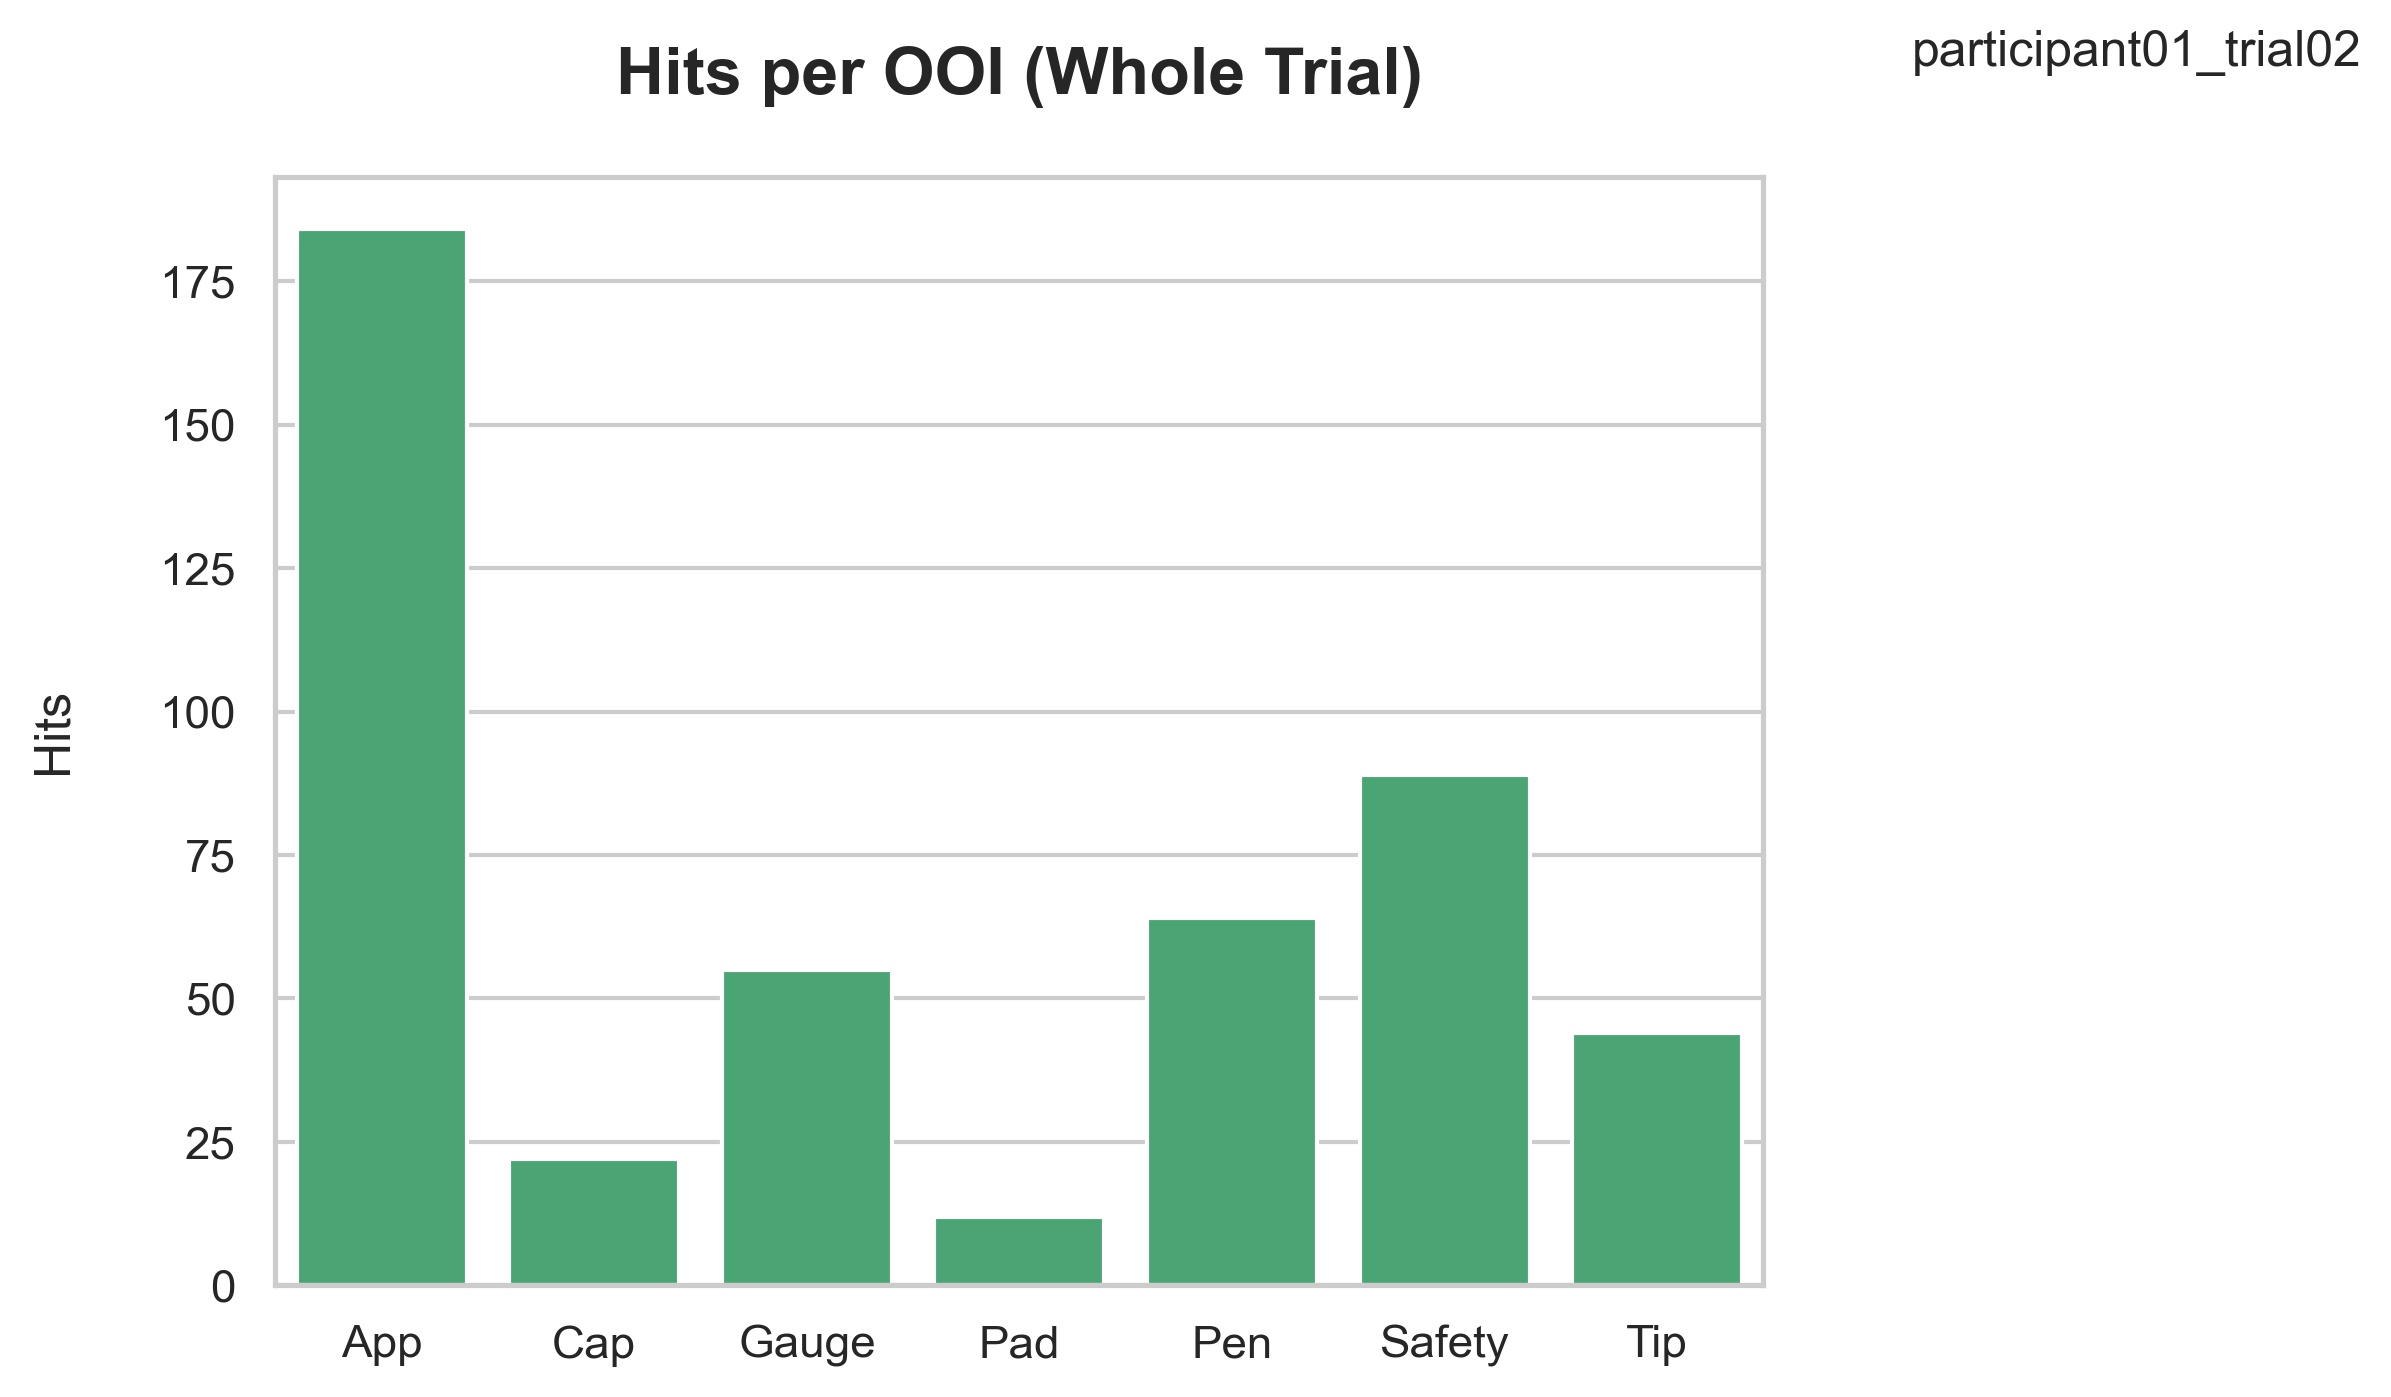 participant01_trial02
Hits per OOI (Whole Trial)
Hits
175
150
125
100
75
50
25
0
App Cap Gauge Pad Pen Safety Tip